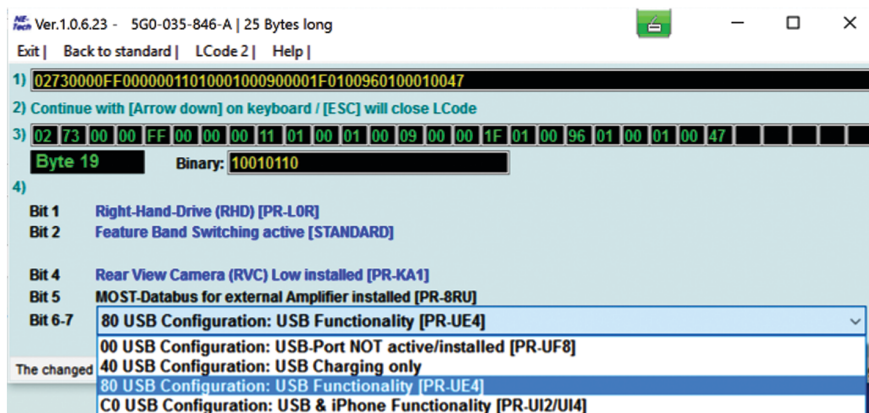 NE-Tech Ver.1.0.6.23 - 5G0-035-846-A | 25 Bytes long
Exit | Back to standard | LCode 2 | Help |
1) 02730000FF00000011010001000900001F0100960100010047
2) Continue with [Arrow down] on keyboard / [ESC] will close LCode
3) 02 73 00 00 FF 00 00 00 11 01 00 01 00 09 00 00 1F 01 00 96 01 00 01 00 47
Byte 19 Binary: 10010110
4)
Bit 1 Right-Hand-Drive (RHD) [PR-L0R]
Bit 2 Feature Band Switching active [STANDARD]
Bit 4 Rear View Camera (RVC) Low installed [PR-KA1]
Bit 5 MOST-Databus for external Amplifier installed [PR-8RU]
Bit 6-7 80 USB Configuration: USB Functionality [PR-UE4]
00 USB Configuration: USB-Port NOT active/installed [PR-UF8]
The changed 40 USB Configuration: USB Charging only
80 USB Configuration: USB Functionality [PR-UE4]
C0 USB Configuration: USB & iPhone Functionality [PR-UI2/UI4]